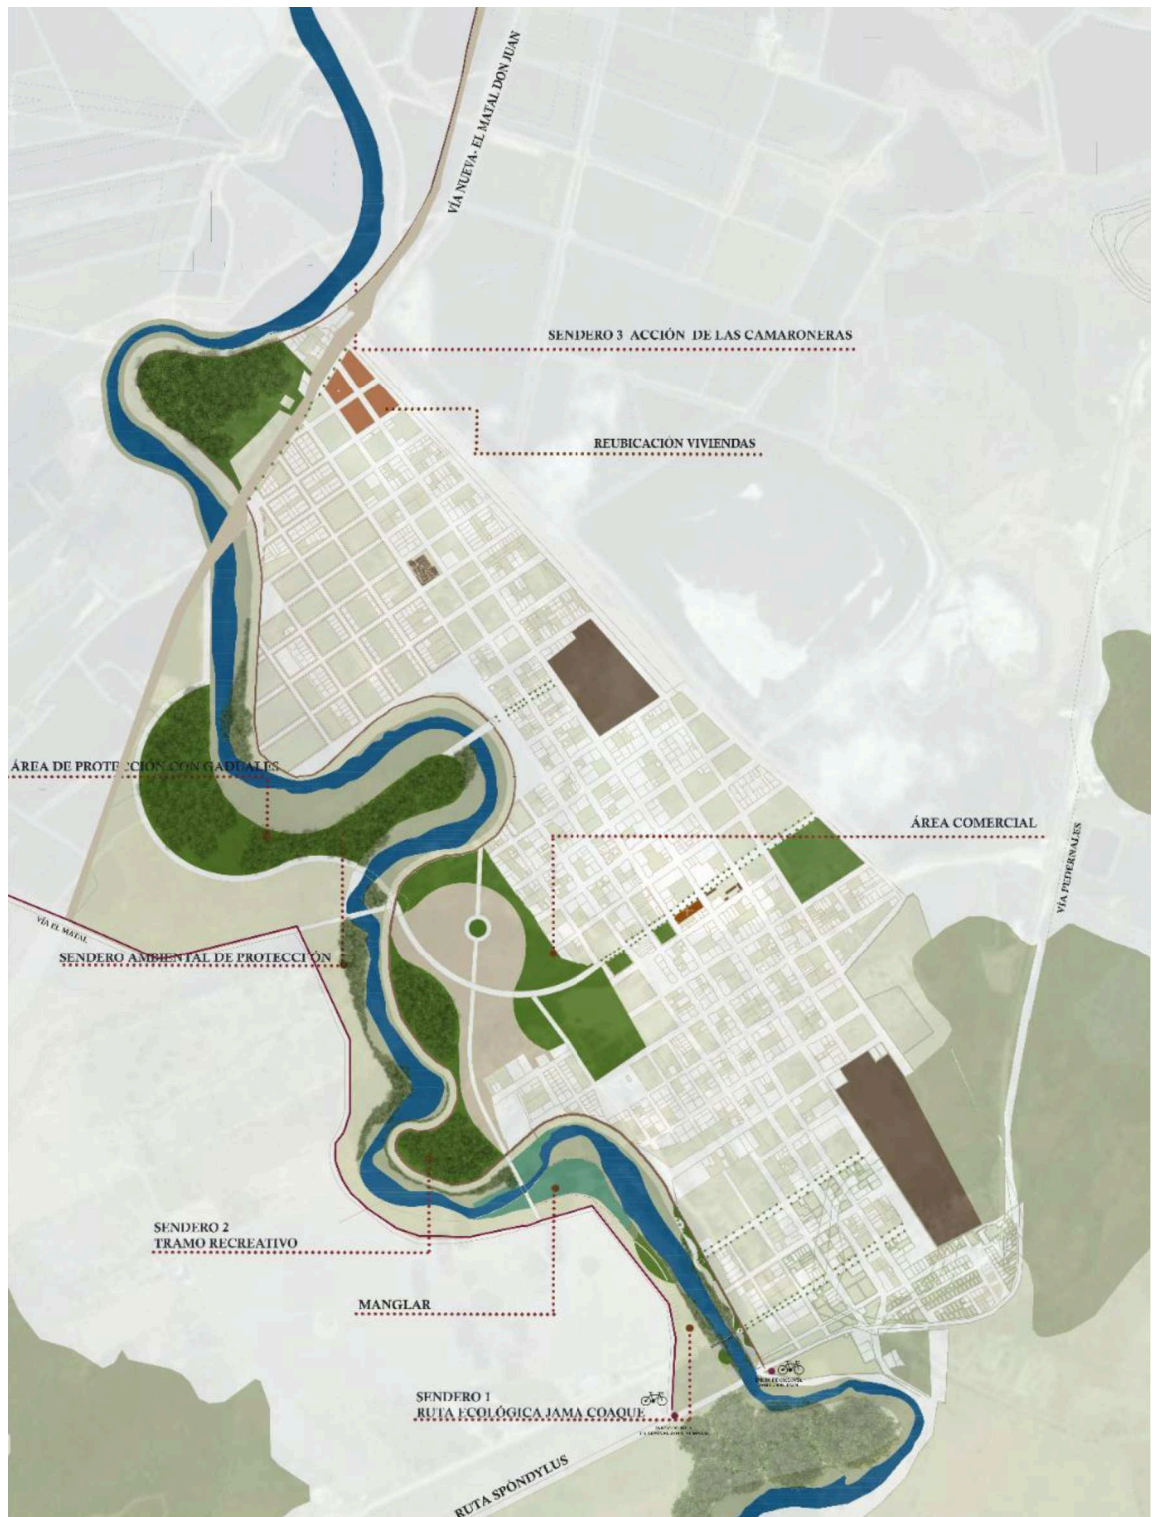 VÍA NUEVA- EL MATAL DON JUAN
SENDERO 3 ACCIÓN DE LAS CAMARONERAS
REUBICACIÓN VIVIENDAS
ÁREA DE PROTECCIÓN CON GADUALES
ÁREA COMERCIAL
VÍA PEDERNALES
VÍA EL MATAL
SENDERO AMBIENTAL DE PROTECCIÓN
SENDERO 2
TRAMO RECREATIVO
MANGLAR
SENDERO 1
RUTA ECOLÓGICA JAMA COAQUE
RUTA SPÓNDYLUS